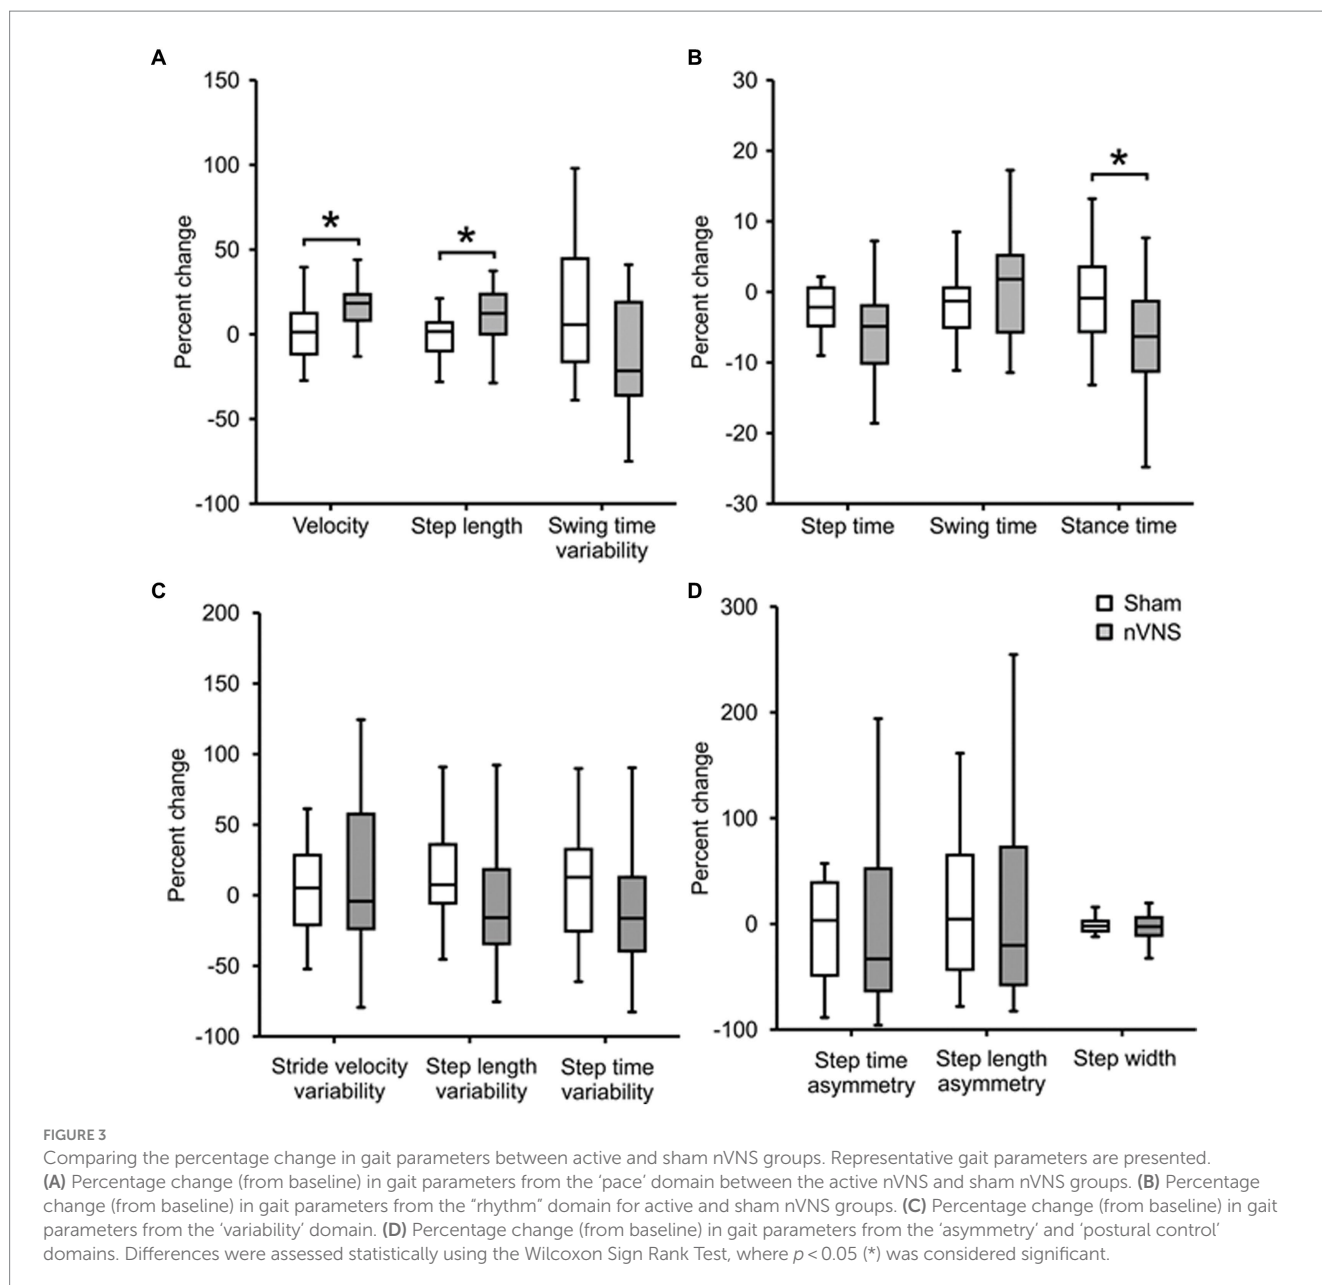 A
150
100
50
0
-50
-100
Percent change
*
*
Velocity
Step length
Swing time
variability
B
30
20
10
0
-10
-20
-30
Percent change
*
Step time
Swing time
Stance time
C
200
150
100
50
0
-50
-100
Percent change
Stride velocity
variability
Step length
variability
Step time
variability
D
300
200
100
0
-100
Percent change
Sham
nVNS
Step time
asymmetry
Step length
asymmetry
Step width
FIGURE 3
Comparing the percentage change in gait parameters between active and sham nVNS groups. Representative gait parameters are presented.
(A) Percentage change (from baseline) in gait parameters from the ‘pace’ domain between the active nVNS and sham nVNS groups. (B) Percentage
change (from baseline) in gait parameters from the “rhythm” domain for active and sham nVNS groups. (C) Percentage change (from baseline) in gait
parameters from the ‘variability’ domain. (D) Percentage change (from baseline) in gait parameters from the ‘asymmetry’ and ‘postural control’
domains. Differences were assessed statistically using the Wilcoxon Sign Rank Test, where p < 0.05 (*) was considered significant.